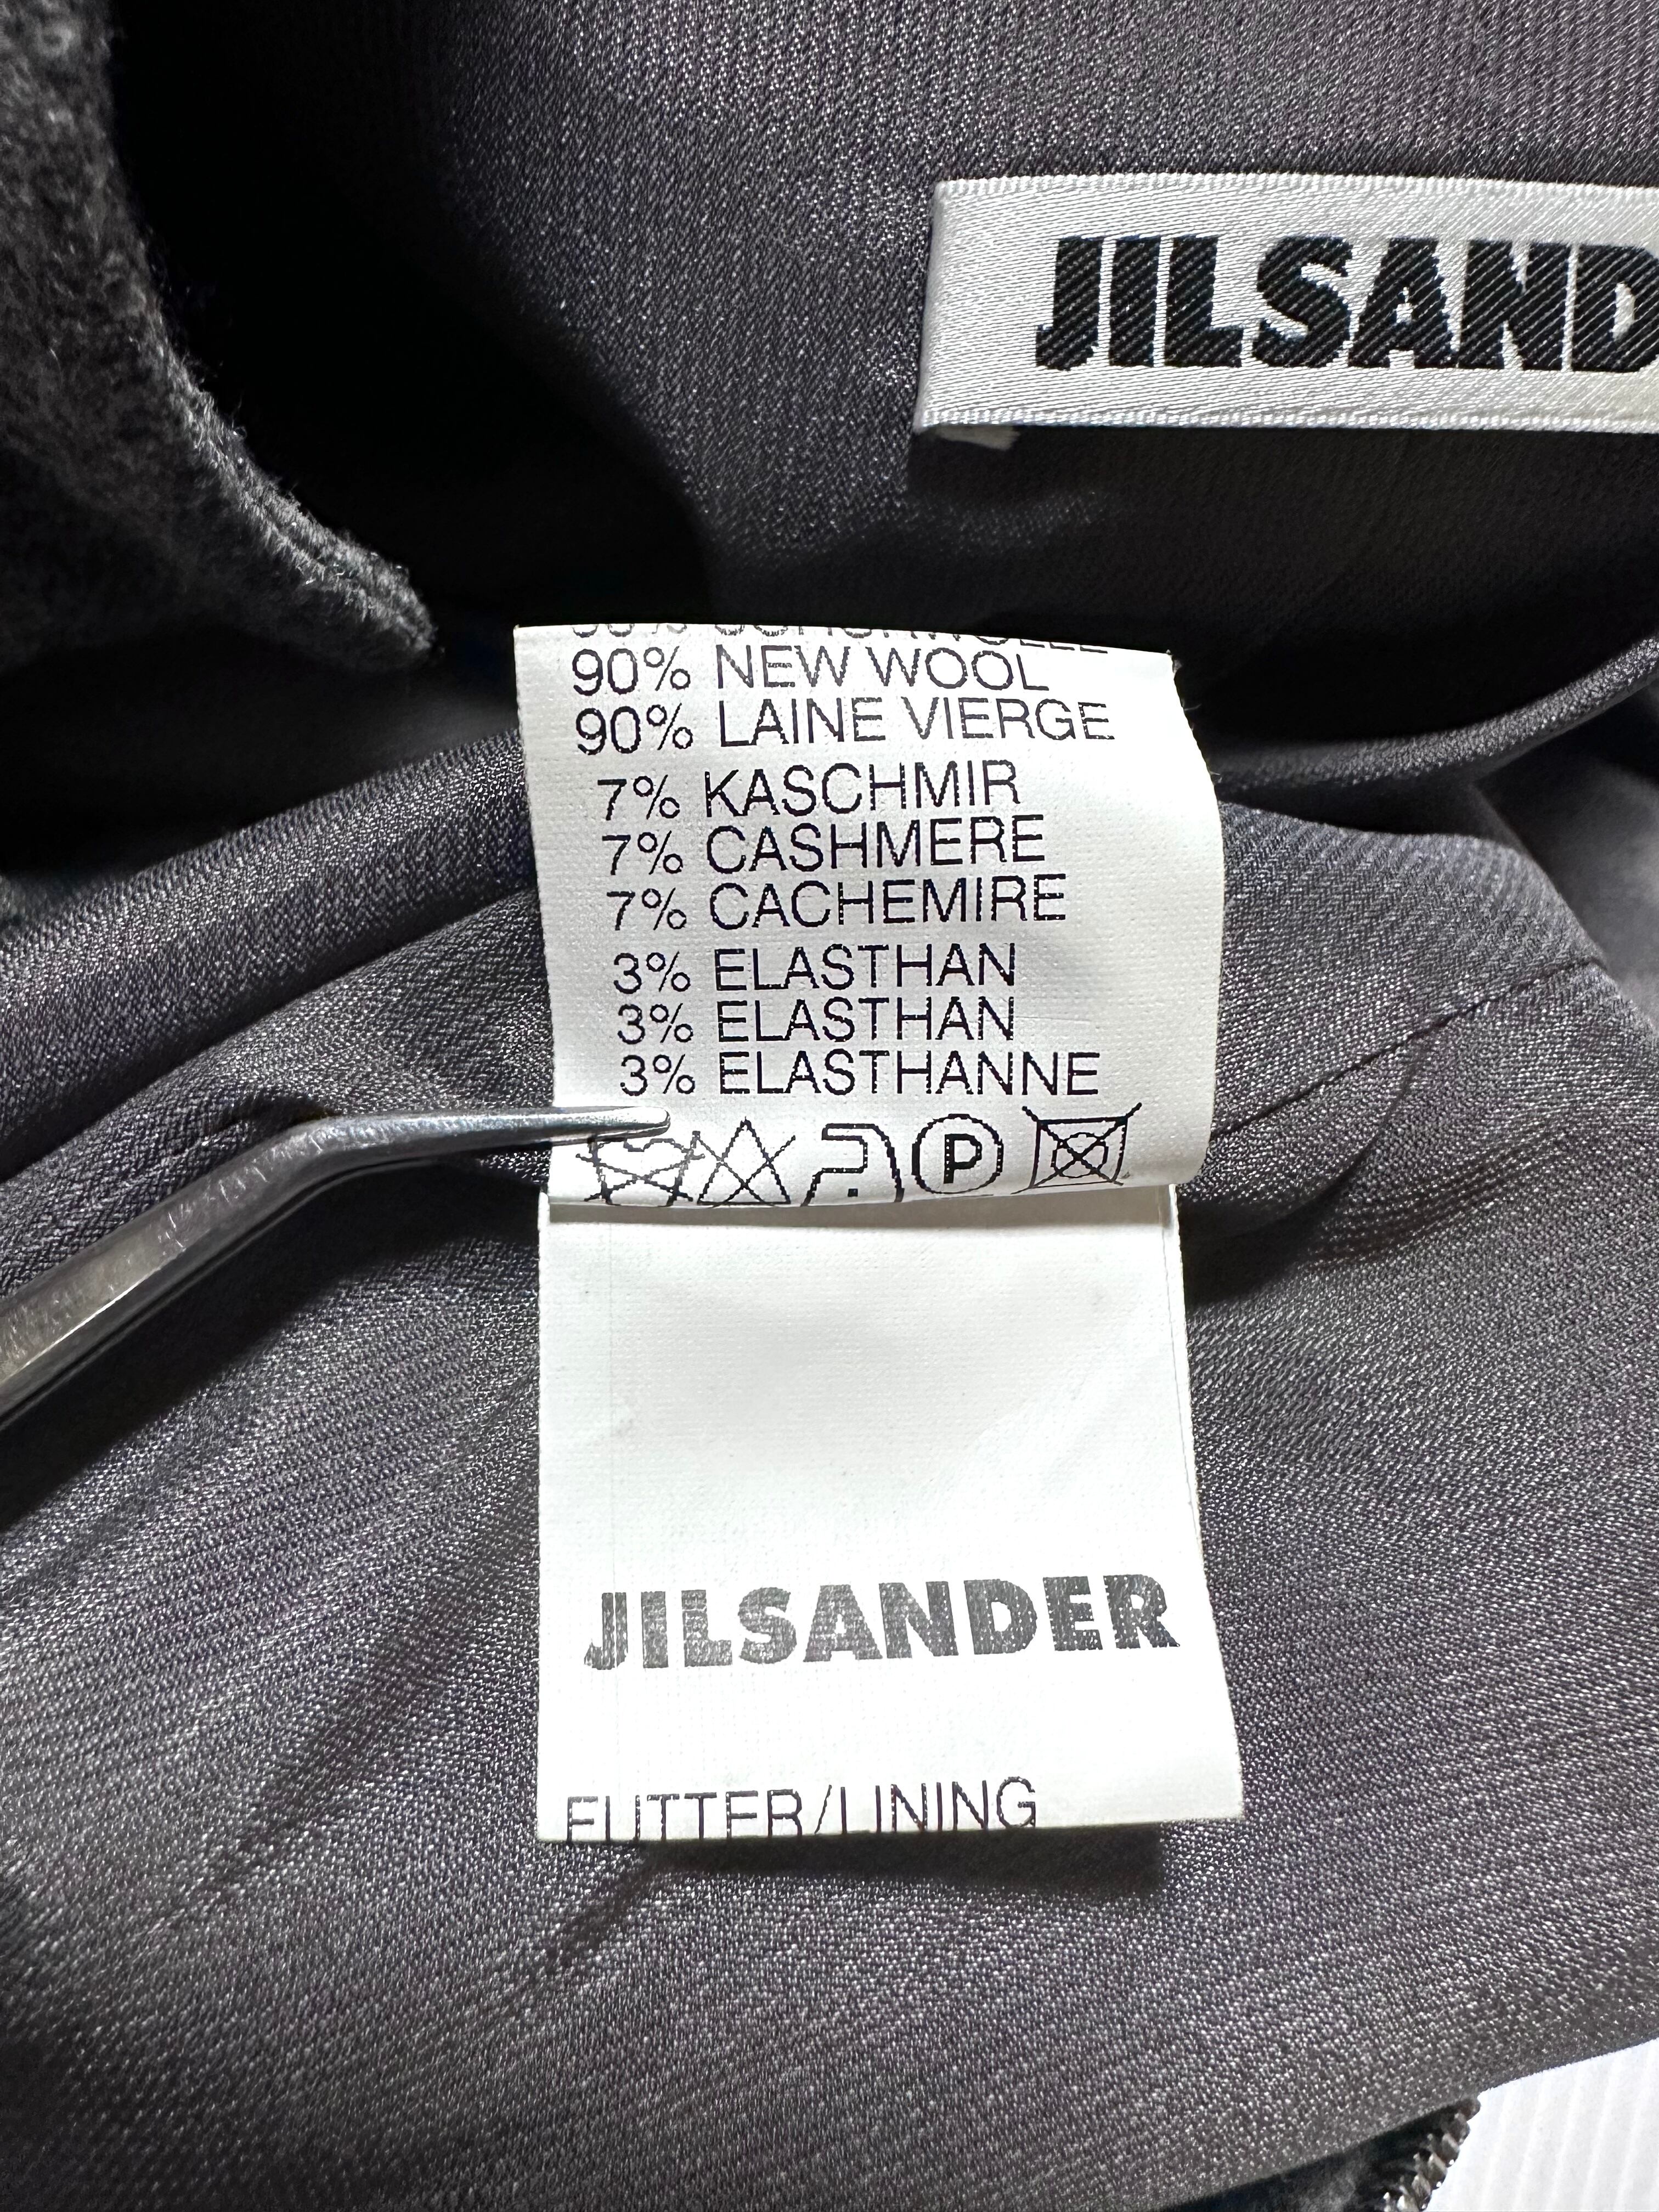 JILSAND
90% NEW WOOL
90% LAINE VIERGE
7% KASCHMIR
7% CASHMERE
7% CACHEMIRE
3% ELASTHAN
3% ELASTHAN
3% ELASTHANNE
P
JILSANDER
FUTTER/LINING